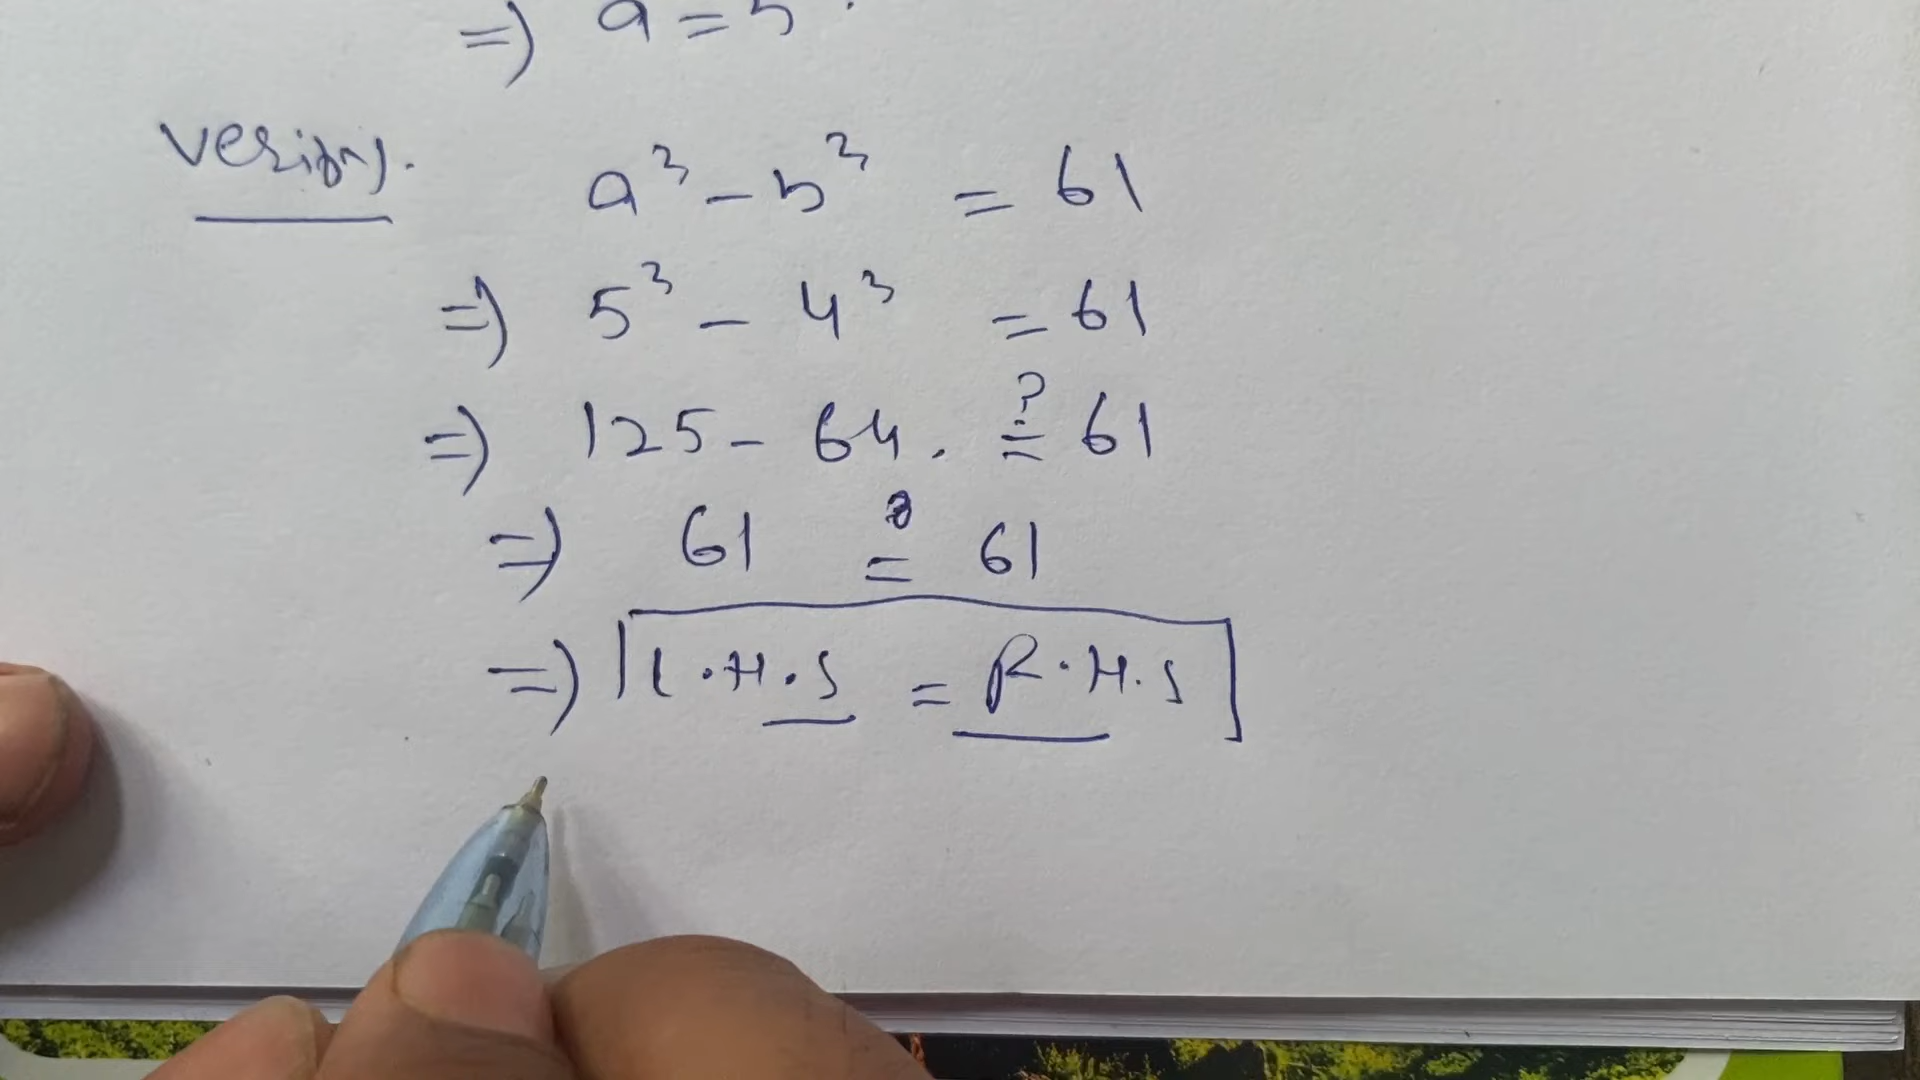 => a = 5.
Verify. a³ - b³ = 61
=> 5³ - 4³ = 61
=> 125 - 64. ?= 61
=> 61 ?= 61
=> L.H.S = R.H.S